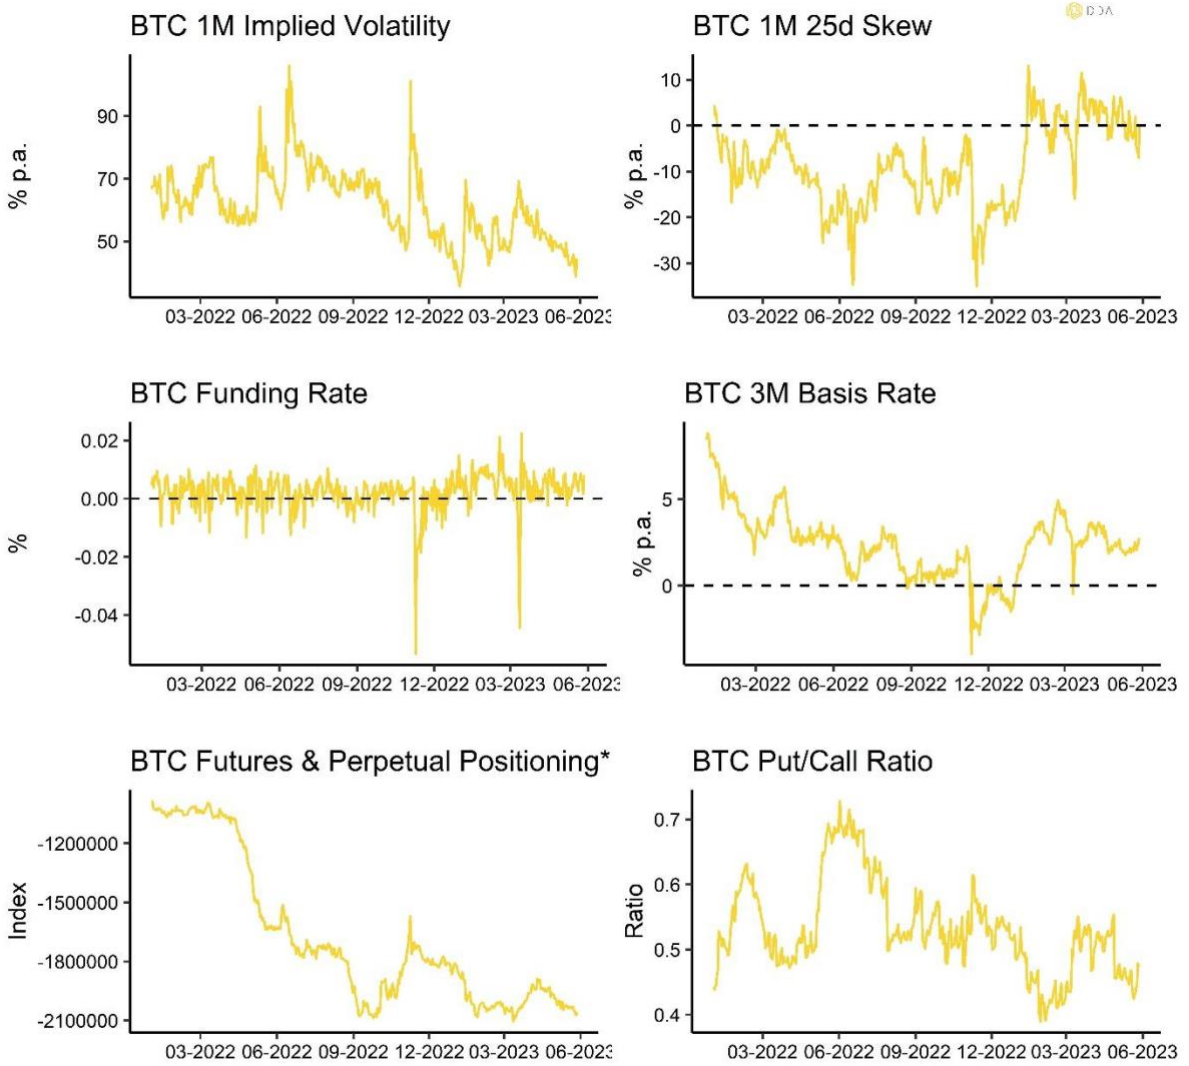 DDA
BTC 1M Implied Volatility
% p.a.
90
70
50
03-2022 06-2022 09-2022 12-2022 03-2023 06-2023
BTC 1M 25d Skew
% p.a.
10
0
-10
-20
-30
03-2022 06-2022 09-2022 12-2022 03-2023 06-2023
BTC Funding Rate
%
0.02
0.00
-0.02
-0.04
03-2022 06-2022 09-2022 12-2022 03-2023 06-2023
BTC 3M Basis Rate
% p.a.
5
0
03-2022 06-2022 09-2022 12-2022 03-2023 06-2023
BTC Futures & Perpetual Positioning*
Index
-1200000
-1500000
-1800000
-2100000
03-2022 06-2022 09-2022 12-2022 03-2023 06-2023
BTC Put/Call Ratio
Ratio
0.7
0.6
0.5
0.4
03-2022 06-2022 09-2022 12-2022 03-2023 06-2023